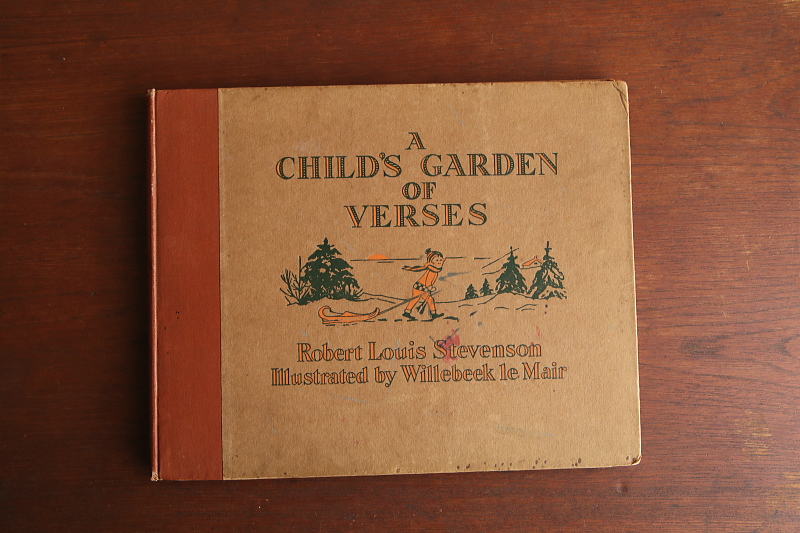 A
CHILD'S GARDEN
OF
VERSES
Robert Louis Stevenson
Illustrated by Willebeek le Mair